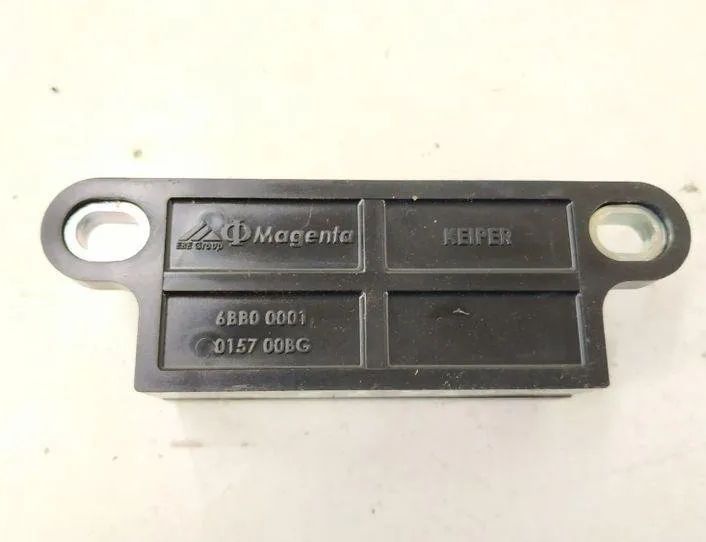 EBE Group Φ Magenta
KEIPER
6BB0 0001
0157 00BG